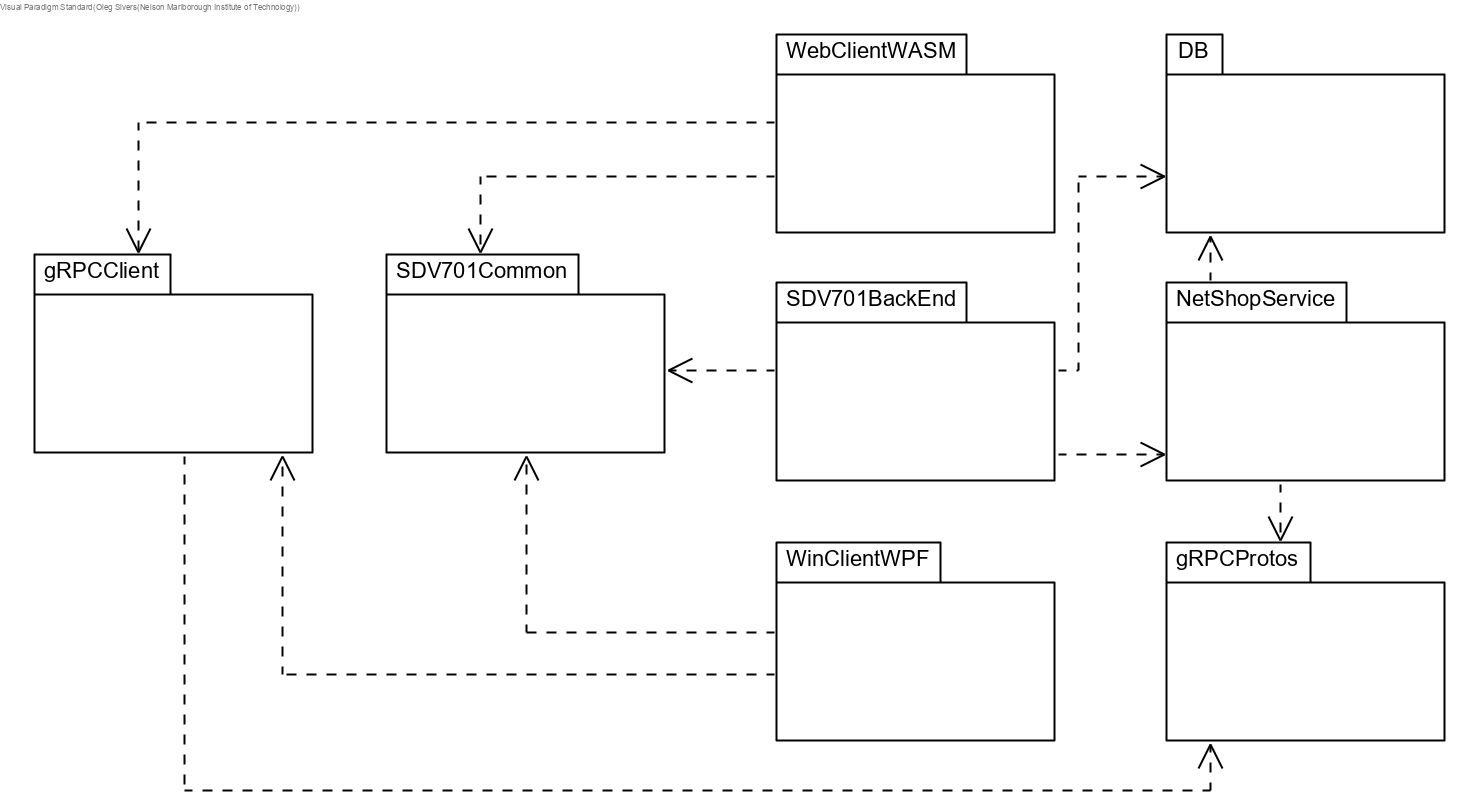 Visual Paradigm Standard(Oleg Sivers(Nelson Marlborough Institute of Technology))
WebClientWASM
DB
gRPCClient
SDV701Common
SDV701BackEnd
NetShopService
WinClientWPF
gRPCProtos